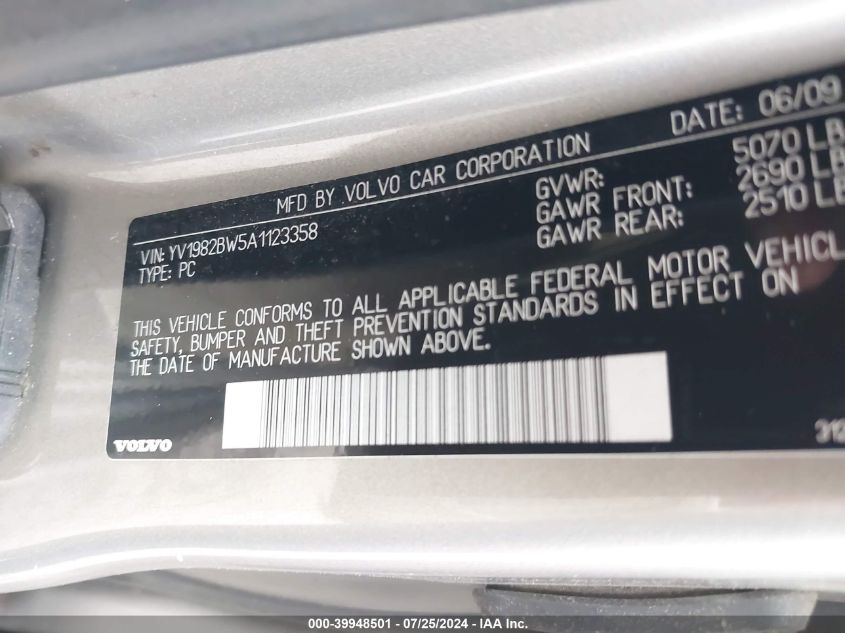 MFD BY VOLVO CAR CORPORATION DATE: 06/09
VIN: YV1982BW5A1123358
TYPE: PC
GVWR: 5070 LB
GAWR FRONT: 2690 LB
GAWR REAR: 2510 LB
THIS VEHICLE CONFORMS TO ALL APPLICABLE FEDERAL MOTOR VEHICL
SAFETY, BUMPER AND THEFT PREVENTION STANDARDS IN EFFECT ON
THE DATE OF MANUFACTURE SHOWN ABOVE.
VOLVO
312
000-39948501 / 07/25/2024 - IAA Inc.